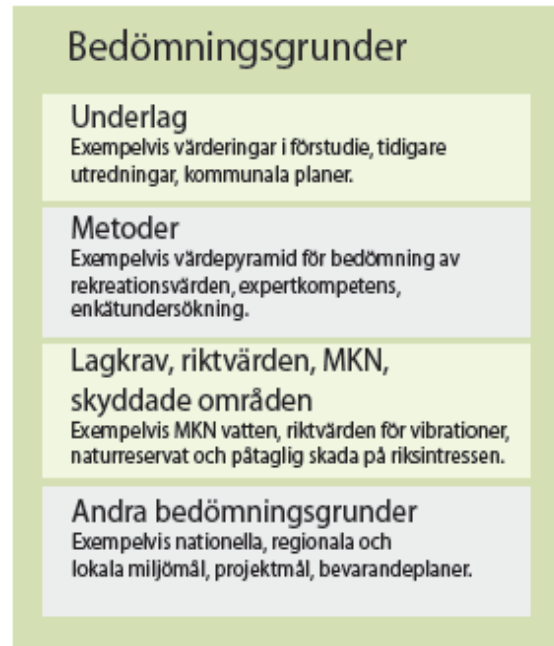 Bedömningsgrunder
Underlag
Exempelvis värderingar i förstudie, tidigare
utredningar, kommunala planer.
Metoder
Exempelvis värdepyramid för bedömning av
rekreationsvärden, expertkompetens,
enkätundersökning.
Lagkrav, riktvärden, MKN,
skyddade områden
Exempelvis MKN vatten, riktvärden för vibrationer,
naturreservat och påtaglig skada på riksintressen.
Andra bedömningsgrunder
Exempelvis nationella, regionala och
lokala miljömål, projektmål, bevarandeplaner.